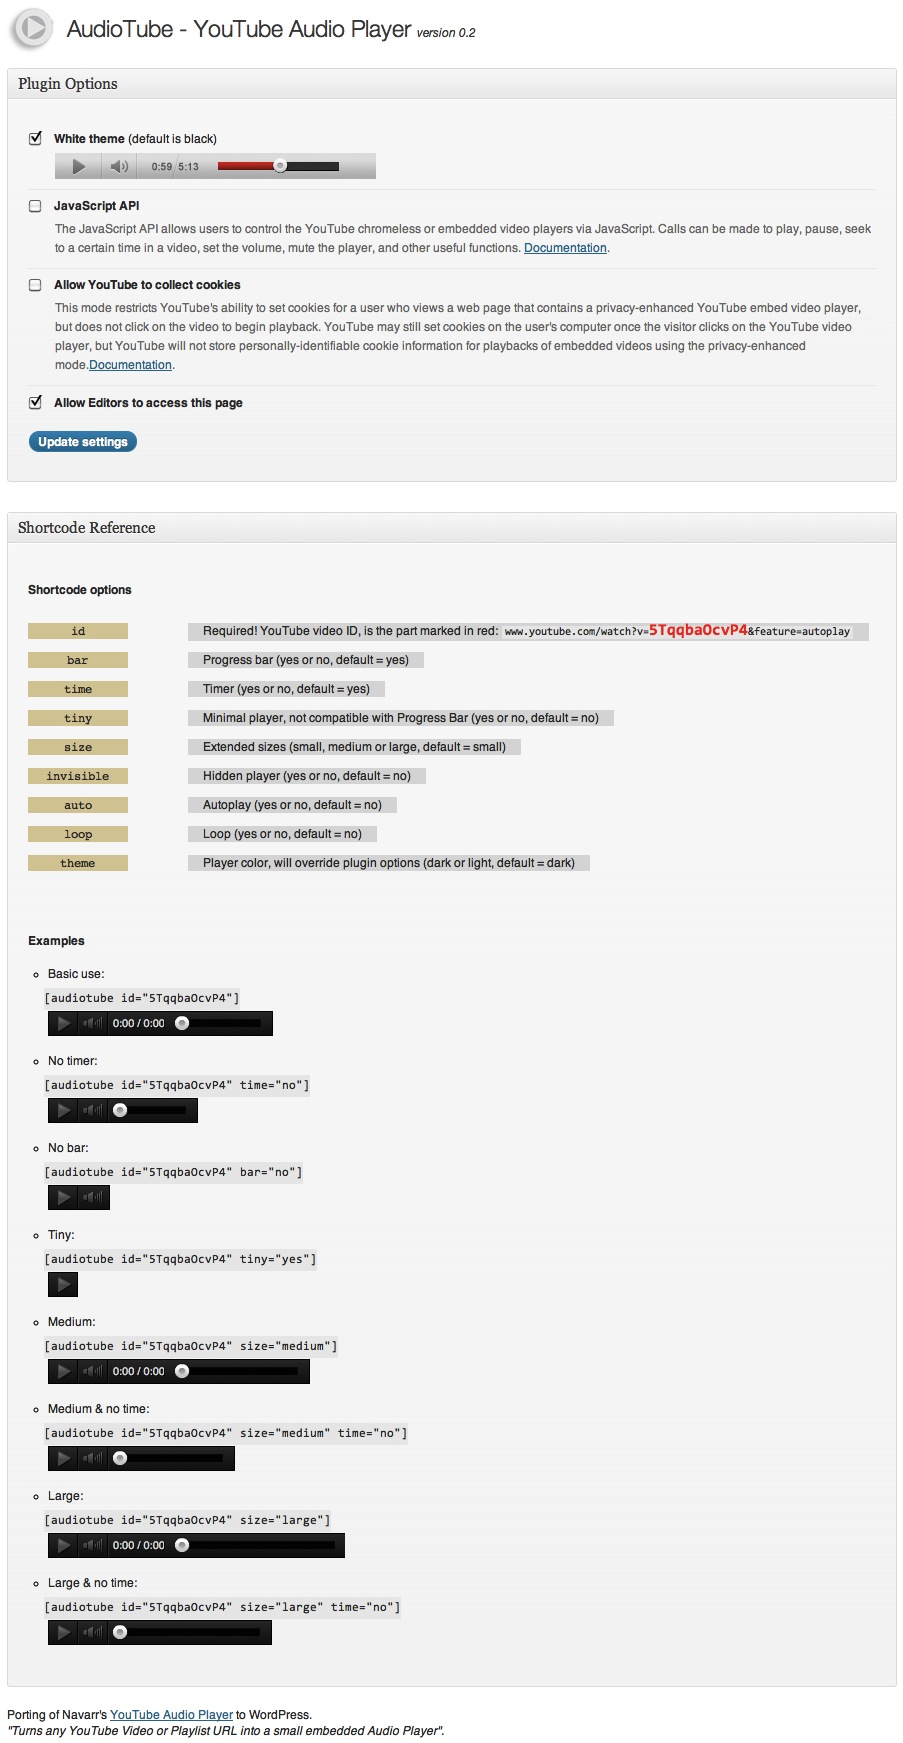 AudioTube - YouTube Audio Player version 0.2
Plugin Options
White theme (default is black)
0:59 / 5:13
JavaScript API
The JavaScript API allows users to control the YouTube chromeless or embedded video players via JavaScript. Calls can be made to play, pause, seek
to a certain time in a video, set the volume, mute the player, and other useful functions. Documentation.
Allow YouTube to collect cookies
This mode restricts YouTube's ability to set cookies for a user who views a web page that contains a privacy-enhanced YouTube embed video player,
but does not click on the video to begin playback. YouTube may still set cookies on the user's computer once the visitor clicks on the YouTube video
player, but YouTube will not store personally-identifiable cookie information for playbacks of embedded videos using the privacy-enhanced
mode.Documentation.
Allow Editors to access this page
Update settings
Shortcode Reference
Shortcode options
id Required! YouTube video ID, is the part marked in red: www.youtube.com/watch?v=5TqqbaOcvP4&feature=autoplay
bar Progress bar (yes or no, default = yes)
time Timer (yes or no, default = yes)
tiny Minimal player, not compatible with Progress Bar (yes or no, default = no)
size Extended sizes (small, medium or large, default = small)
invisible Hidden player (yes or no, default = no)
auto Autoplay (yes or no, default = no)
loop Loop (yes or no, default = no)
theme Player color, will override plugin options (dark or light, default = dark)
Examples
Basic use:
[audiotube id="5TqqbaOcvP4"]
0:00 / 0:00
No timer:
[audiotube id="5TqqbaOcvP4" time="no"]
No bar:
[audiotube id="5TqqbaOcvP4" bar="no"]
Tiny:
[audiotube id="5TqqbaOcvP4" tiny="yes"]
Medium:
[audiotube id="5TqqbaOcvP4" size="medium"]
0:00 / 0:00
Medium & no time:
[audiotube id="5TqqbaOcvP4" size="medium" time="no"]
Large:
[audiotube id="5TqqbaOcvP4" size="large"]
0:00 / 0:00
Large & no time:
[audiotube id="5TqqbaOcvP4" size="large" time="no"]
Porting of Navarr's YouTube Audio Player to WordPress.
"Turns any YouTube Video or Playlist URL into a small embedded Audio Player".